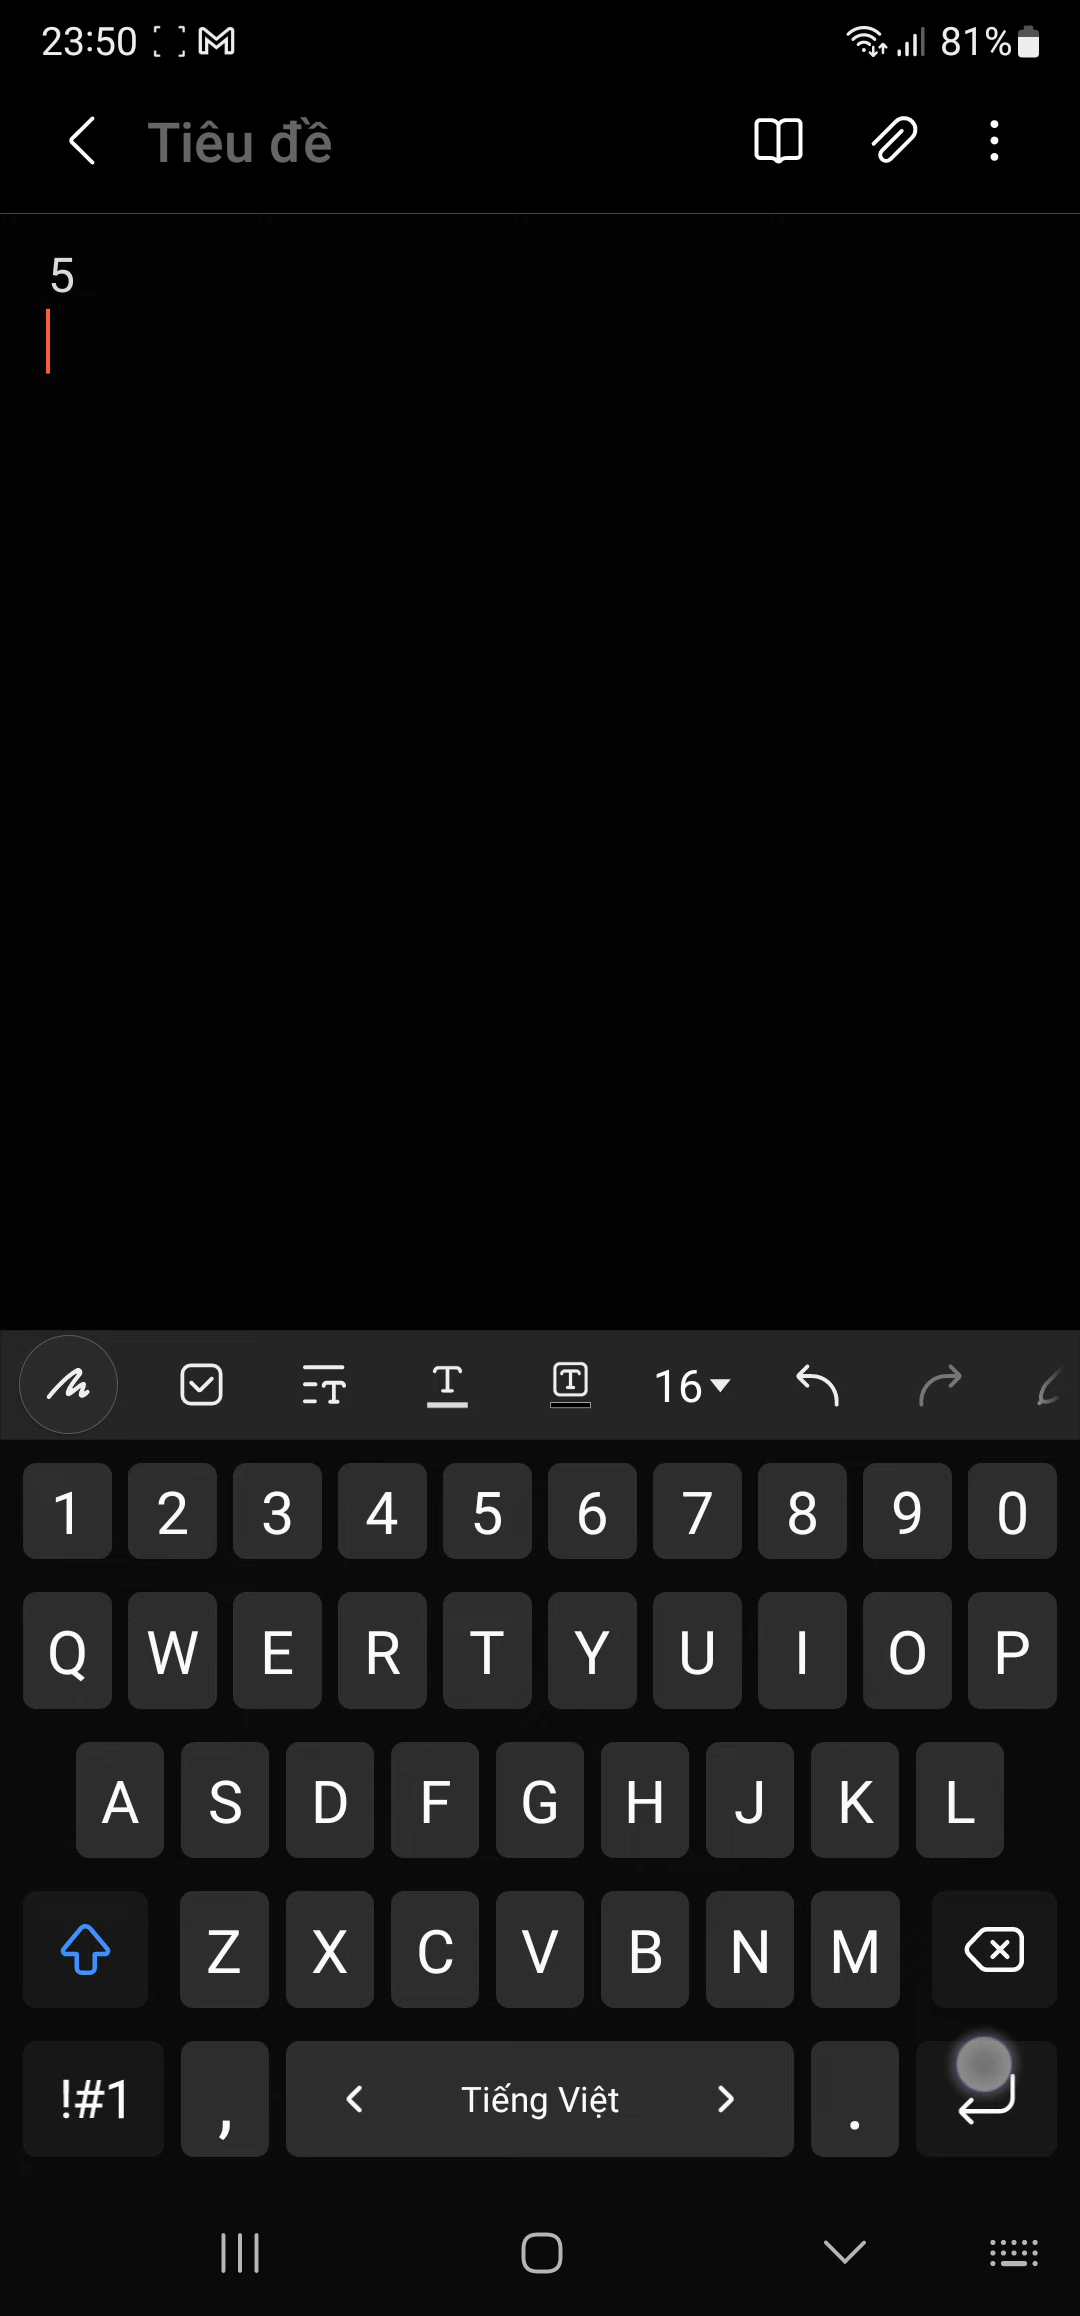 23:50 81%
Tiêu đề
5
16
1 2 3 4 5 6 7 8 9 0
Q W E R T Y U I O P
A S D F G H J K L
Z X C V B N M
!#1 , Tiếng Việt .